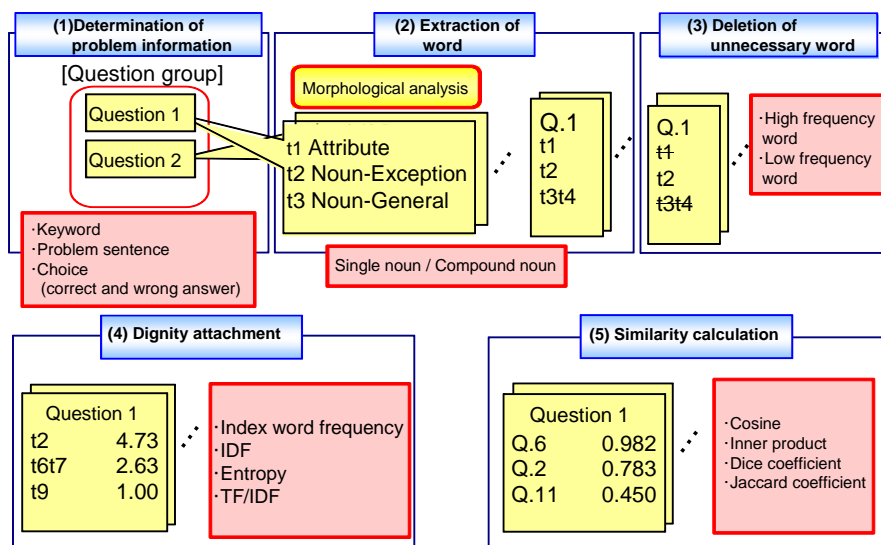 (1)Determination of
problem information
[Question group]
Question 1
Question 2
·Keyword
·Problem sentence
·Choice
(correct and wrong answer)
(2) Extraction of
word
Morphological analysis
t1 Attribute
t2 Noun-Exception
t3 Noun-General
Q.1
t1
t2
t3t4
Single noun / Compound noun
(3) Deletion of
unnecessary word
Q.1
t1
t2
t3t4
·High frequency
word
·Low frequency
word
(4) Dignity attachment
Question 1
t2 4.73
t6t7 2.63
t9 1.00
·Index word frequency
·IDF
·Entropy
·TF/IDF
(5) Similarity calculation
Question 1
Q.6 0.982
Q.2 0.783
Q.11 0.450
·Cosine
·Inner product
·Dice coefficient
·Jaccard coefficient